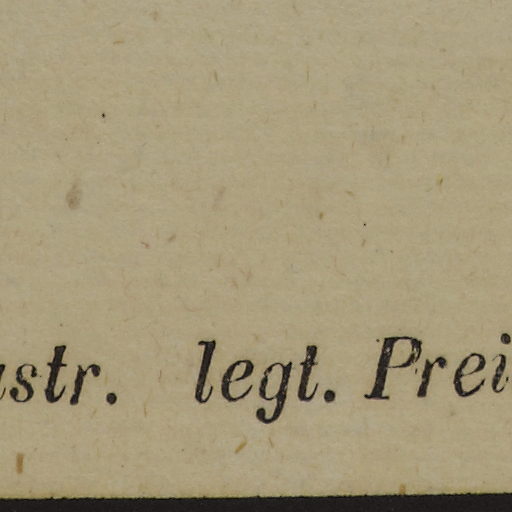 astr. legt. Prei